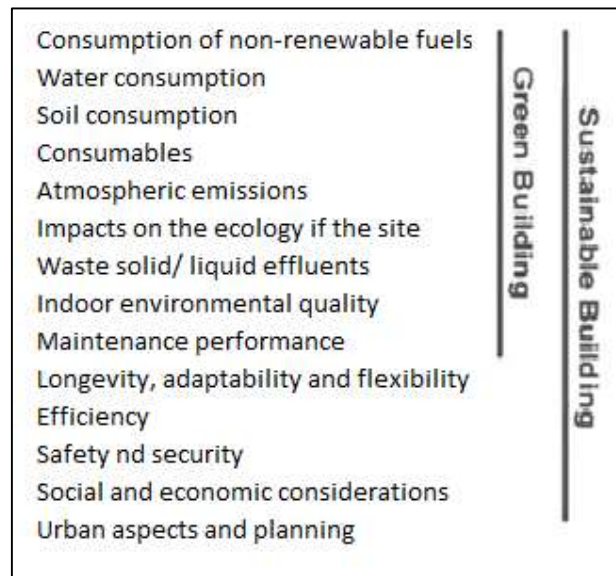 Consumption of non-renewable fuels
Water consumption
Soil consumption
Consumables
Atmospheric emissions
Impacts on the ecology if the site
Waste solid/ liquid effluents
Indoor environmental quality
Maintenance performance
Longevity, adaptability and flexibility
Efficiency
Safety nd security
Social and economic considerations
Urban aspects and planning
Green Building
Sustainable Building